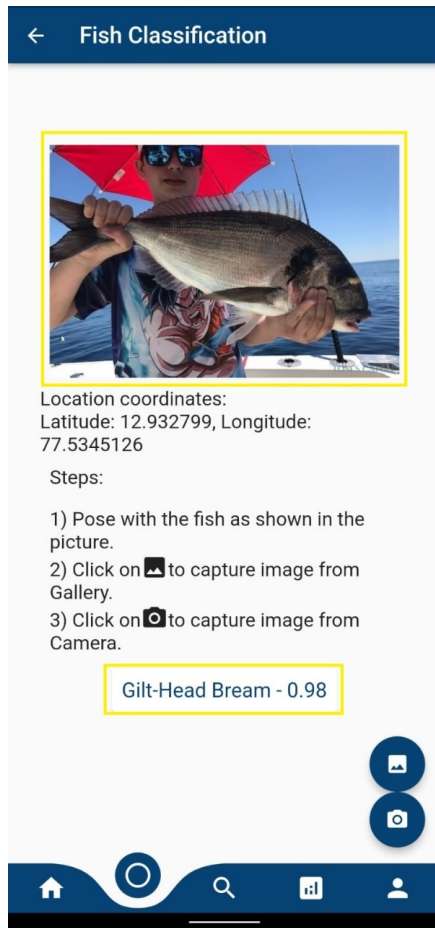 Fish Classification
Location coordinates:
Latitude: 12.932799, Longitude:
77.5345126
Steps:
1) Pose with the fish as shown in the
picture.
2) Click on to capture image from
Gallery.
3) Click on to capture image from
Camera.
Gilt-Head Bream - 0.98